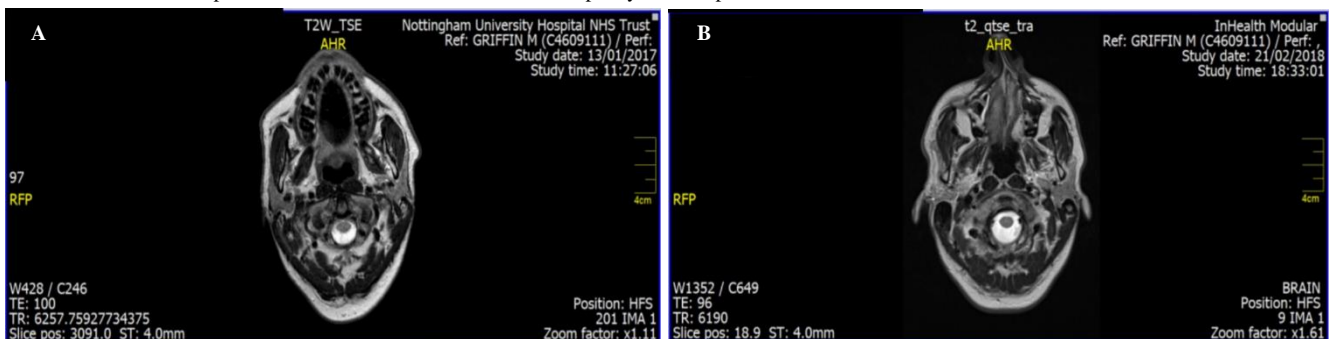 A
T2W_TSE
AHR
Nottingham University Hospital NHS Trust
Ref: GRIFFIN M (C4609111) / Perf:
Study date: 13/01/2017
Study time: 11:27:06
97
RFP
4cm
W428 / C246
TE: 100
TR: 6257.75927734375
Slice pos: 3091.0 ST: 4.0mm
Position: HFS
201 IMA 1
Zoom factor: x1.11
B
t2_qtse_tra
AHR
InHealth Modular
Ref: GRIFFIN M (C4609111) / Perf: ,
Study date: 21/02/2018
Study time: 18:33:01
RFP
4cm
W1352 / C649
TE: 96
TR: 6190
Slice pos: 18.9 ST: 4.0mm
BRAIN
Position: HFS
9 IMA 1
Zoom factor: x1.61